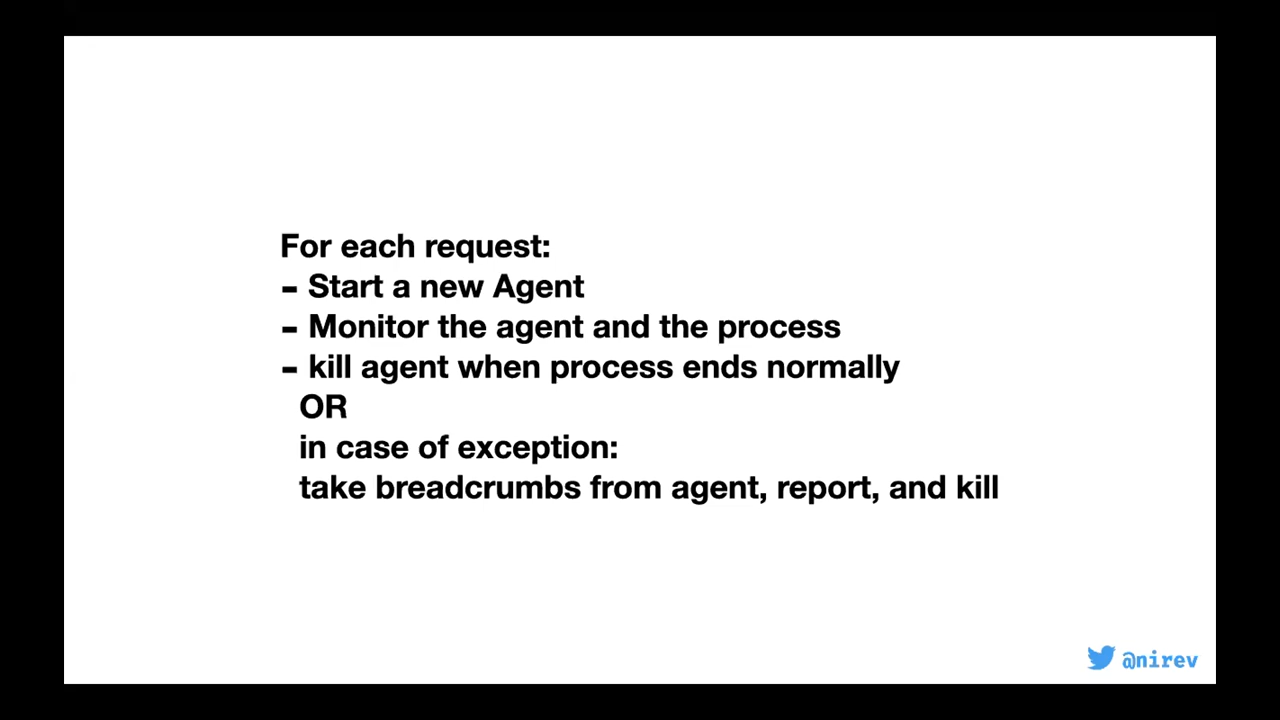 For each request:
- Start a new Agent
- Monitor the agent and the process
- kill agent when process ends normally
OR
in case of exception:
take breadcrumbs from agent, report, and kill
@nirev